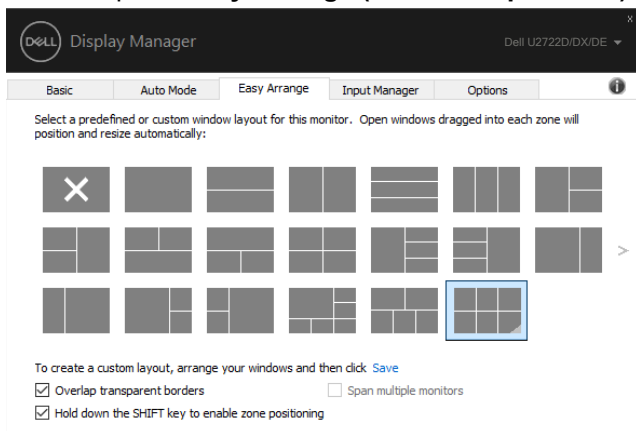 DELL Display Manager
Dell U2722D/DX/DE
Basic Auto Mode Easy Arrange Input Manager Options
Select a predefined or custom window layout for this monitor. Open windows dragged into each zone will
position and resize automatically:
To create a custom layout, arrange your windows and then click Save
Overlap transparent borders
Span multiple monitors
Hold down the SHIFT key to enable zone positioning